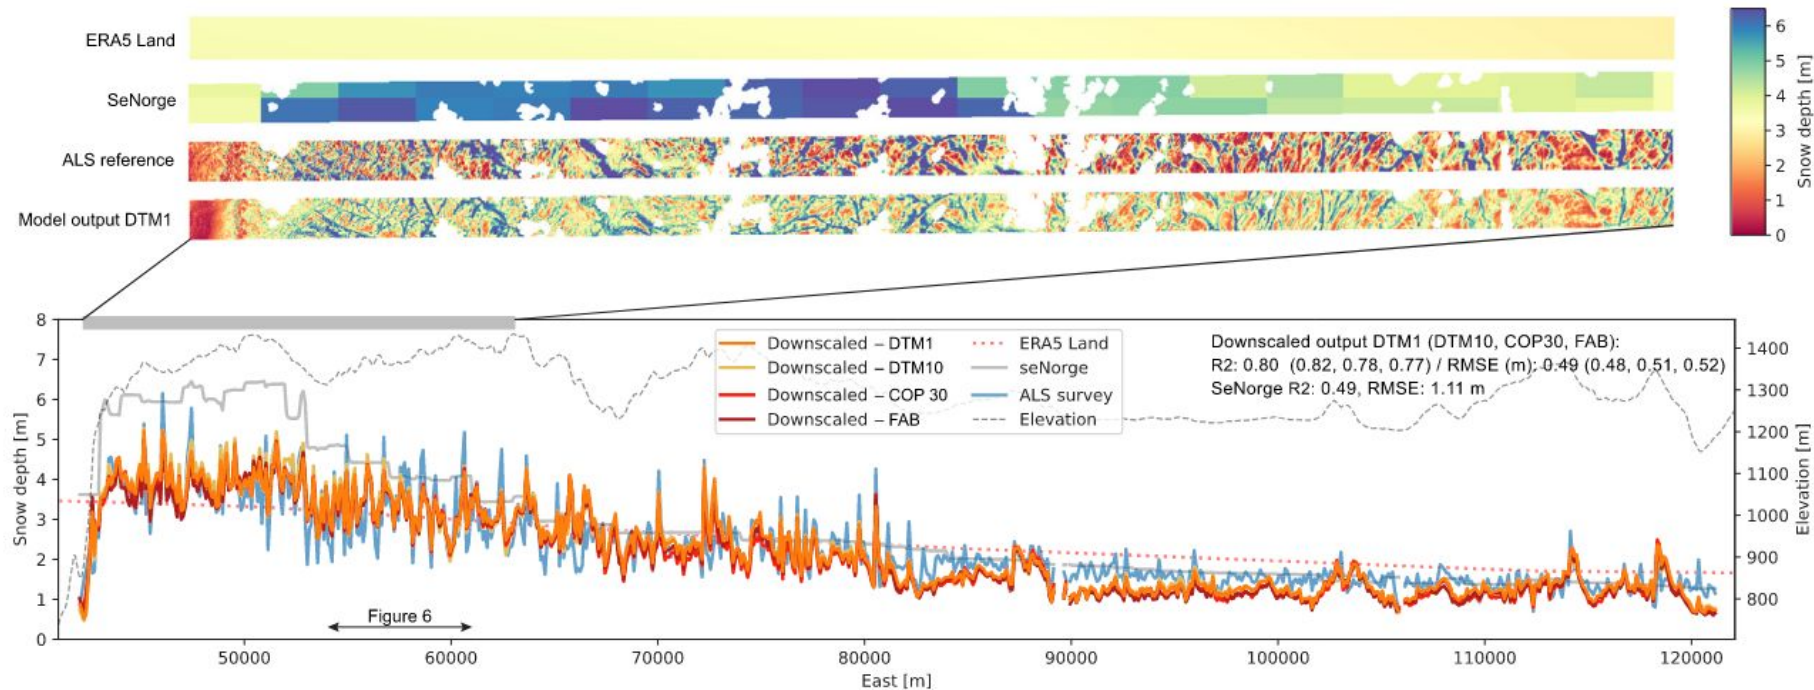 ERA5 Land
SeNorge
ALS reference
Model output DTM1
6
5
4
3
2
1
0
Snow depth [m]
8
7
6
5
4
3
2
1
0
Snow depth [m]
Downscaled – DTM1
Downscaled – DTM10
Downscaled – COP 30
Downscaled – FAB
ERA5 Land
seNorge
ALS survey
Elevation
Downscaled output DTM1 (DTM10, COP30, FAB):
R2: 0.80 (0.82, 0.78, 0.77) / RMSE (m): 0.49 (0.48, 0.51, 0.52)
SeNorge R2: 0.49, RMSE: 1.11 m
1400
1300
1200
1100
1000
900
800
Elevation [m]
Figure 6
50000 60000 70000 80000 90000 100000 110000 120000
East [m]